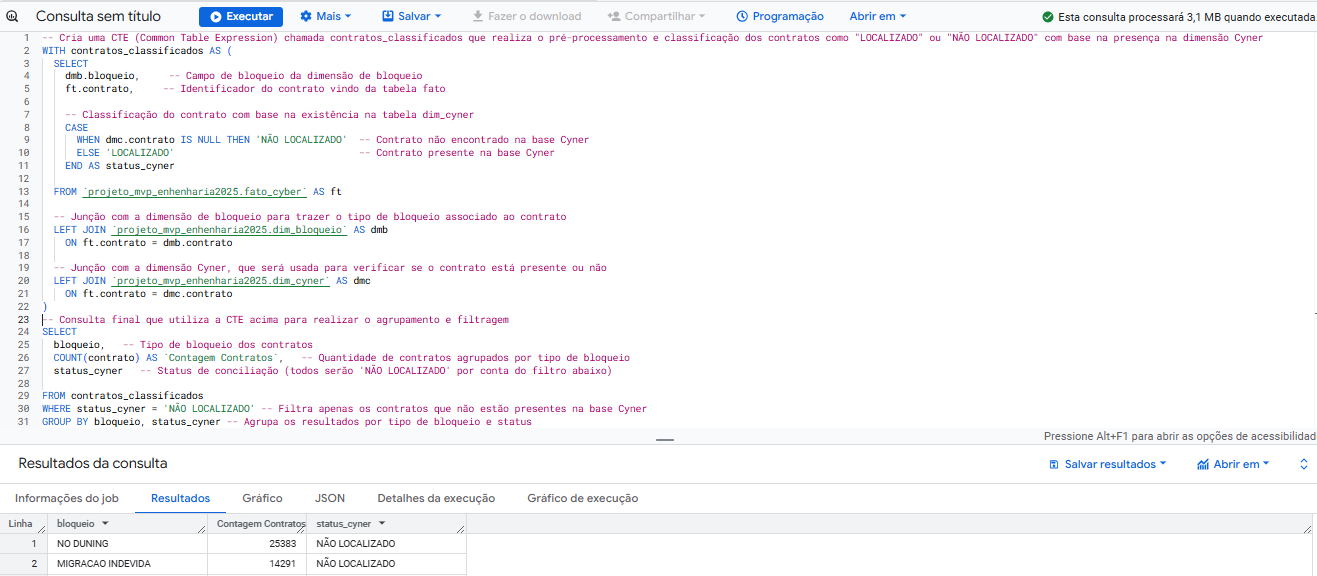 Consulta sem título Executar Mais Salvar Fazer o download Compartilhar Programação Abrir em Esta consulta processará 3,1 MB quando executada.
1 -- Cria uma CTE (Common Table Expression) chamada contratos_classificados que realiza o pré-processamento e classificação dos contratos como "LOCALIZADO" ou "NÃO LOCALIZADO" com base na presença na dimensão Cyner
2 WITH contratos_classificados AS (
3 SELECT
4 dmb.bloqueio, -- Campo de bloqueio da dimensão de bloqueio
5 ft.contrato, -- Identificador do contrato vindo da tabela fato
6
7 -- Classificação do contrato com base na existência na tabela dim_cyner
8 CASE
9 WHEN dmc.contrato IS NULL THEN 'NÃO LOCALIZADO' -- Contrato não encontrado na base Cyner
10 ELSE 'LOCALIZADO' -- Contrato presente na base Cyner
11 END AS status_cyner
12
13 FROM `projeto_mvp_enhenharia2025.fato_cyber` AS ft
14
15 -- Junção com a dimensão de bloqueio para trazer o tipo de bloqueio associado ao contrato
16 LEFT JOIN `projeto_mvp_enhenharia2025.dim_bloqueio` AS dmb
17 ON ft.contrato = dmb.contrato
18
19 -- Junção com a dimensão Cyner, que será usada para verificar se o contrato está presente ou não
20 LEFT JOIN `projeto_mvp_enhenharia2025.dim_cyner` AS dmc
21 ON ft.contrato = dmc.contrato
22 )
23 -- Consulta final que utiliza a CTE acima para realizar o agrupamento e filtragem
24 SELECT
25 bloqueio, -- Tipo de bloqueio dos contratos
26 COUNT(contrato) AS `Contagem Contratos`, -- Quantidade de contratos agrupados por tipo de bloqueio
27 status_cyner -- Status de conciliação (todos serão 'NÃO LOCALIZADO' por conta do filtro abaixo)
28
29 FROM contratos_classificados
30 WHERE status_cyner = 'NÃO LOCALIZADO' -- Filtra apenas os contratos que não estão presentes na base Cyner
31 GROUP BY bloqueio, status_cyner -- Agrupa os resultados por tipo de bloqueio e status
Pressione Alt+F1 para abrir as opções de acessibilidad
Resultados da consulta Salvar resultados Abrir em
Informações do job Resultados Gráfico JSON Detalhes da execução Gráfico de execução
Linha bloqueio Contagem Contratos status_cyner
1 NO DUNING 25383 NÃO LOCALIZADO
2 MIGRACAO INDEVIDA 14291 NÃO LOCALIZADO